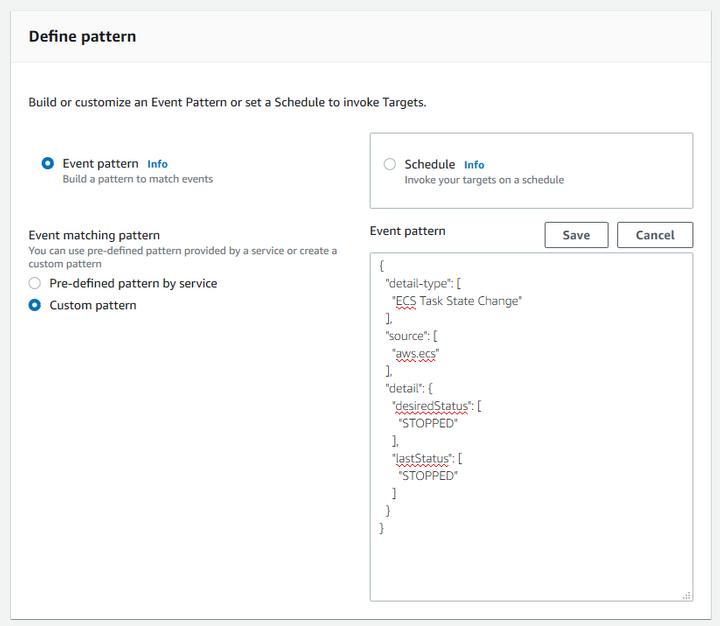 Define pattern
Build or customize an Event Pattern or set a Schedule to invoke Targets.
Event pattern Info
Build a pattern to match events
Schedule Info
Invoke your targets on a schedule
Event matching pattern
You can use pre-defined pattern provided by a service or create a
custom pattern
Pre-defined pattern by service
Custom pattern
Event pattern
Save
Cancel
{
  "detail-type": [
    "ECS Task State Change"
  ],
  "source": [
    "aws.ecs"
  ],
  "detail": {
    "desiredStatus": [
      "STOPPED"
    ],
    "lastStatus": [
      "STOPPED"
    ]
  }
}